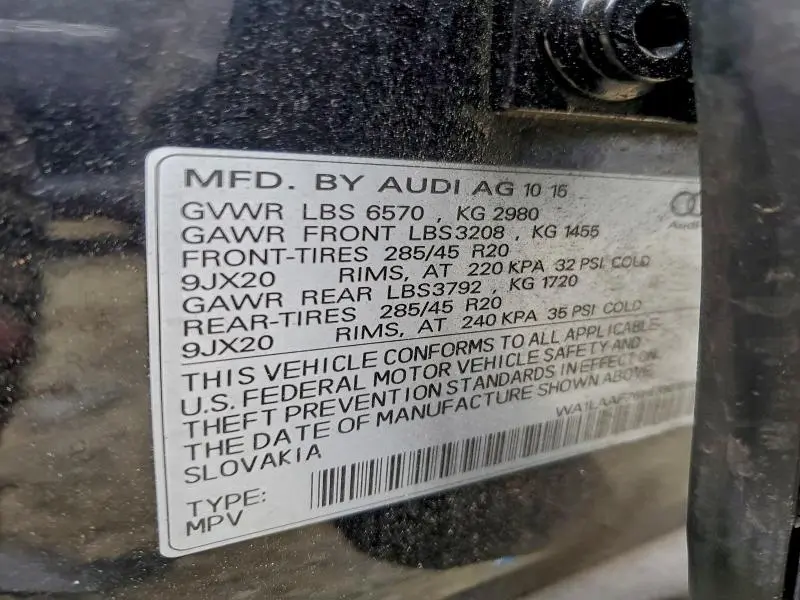 MFD. BY AUDI AG 10 15
GVWR LBS 6570 , KG 2980
GAWR FRONT LBS3208 , KG 1455
FRONT-TIRES 285/45 R20
9JX20 RIMS, AT 220 KPA 32 PSI COLD
GAWR REAR LBS3792 , KG 1720
REAR-TIRES 285/45 R20
9JX20 RIMS, AT 240 KPA 35 PSI COLD
THIS VEHICLE CONFORMS TO ALL APPLICABLE
U.S. FEDERAL MOTOR VEHICLE SAFETY AND
THEFT PREVENTION STANDARDS IN EFFECT ON
THE DATE OF MANUFACTURE SHOWN ABOVE.
SLOVAKIA
TYPE:
MPV
Audi